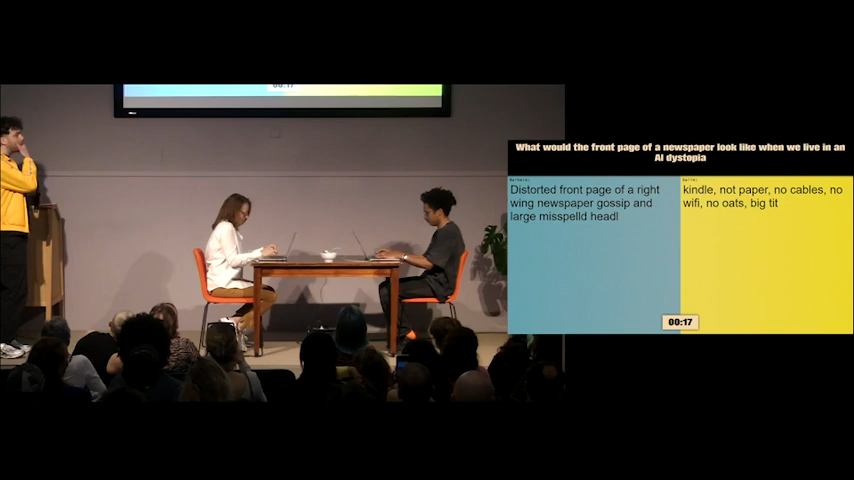 00:17
What would the front page of a newspaper look like when we live in an
AI dystopia
Distorted front page of a right
wing newspaper gossip and
large misspelld headl
kindle, not paper, no cables, no
wifi, no oats, big tit
00:17